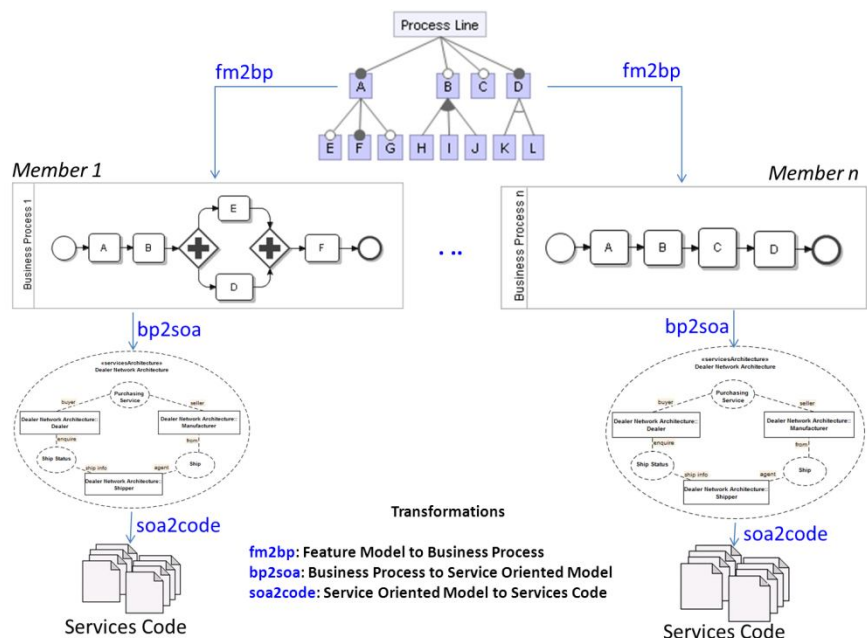 Process Line
fm2bp
fm2bp
A
B
C
D
E
F
G
H
I
J
K
L
Member 1
Member n
Business Process 1
A
B
E
D
F
. ..
Business Process n
A
B
C
D
bp2soa
bp2soa
«servicesArchitecture»
Dealer Network Architecture
buyer
Purchasing
Service
seller
Dealer Network Architecture::
Dealer
Dealer Network Architecture::
Manufacturer
enquire
from
Ship Status
Ship
ship info
agent
Dealer Network Architecture::
Shipper
«servicesArchitecture»
Dealer Network Architecture
buyer
Purchasing
Service
seller
Dealer Network Architecture::
Dealer
Dealer Network Architecture::
Manufacturer
enquire
from
Ship Status
Ship
ship info
agent
Dealer Network Architecture::
Shipper
soa2code
soa2code
Transformations
fm2bp: Feature Model to Business Process
bp2soa: Business Process to Service Oriented Model
soa2code: Service Oriented Model to Services Code
Services Code
Services Code